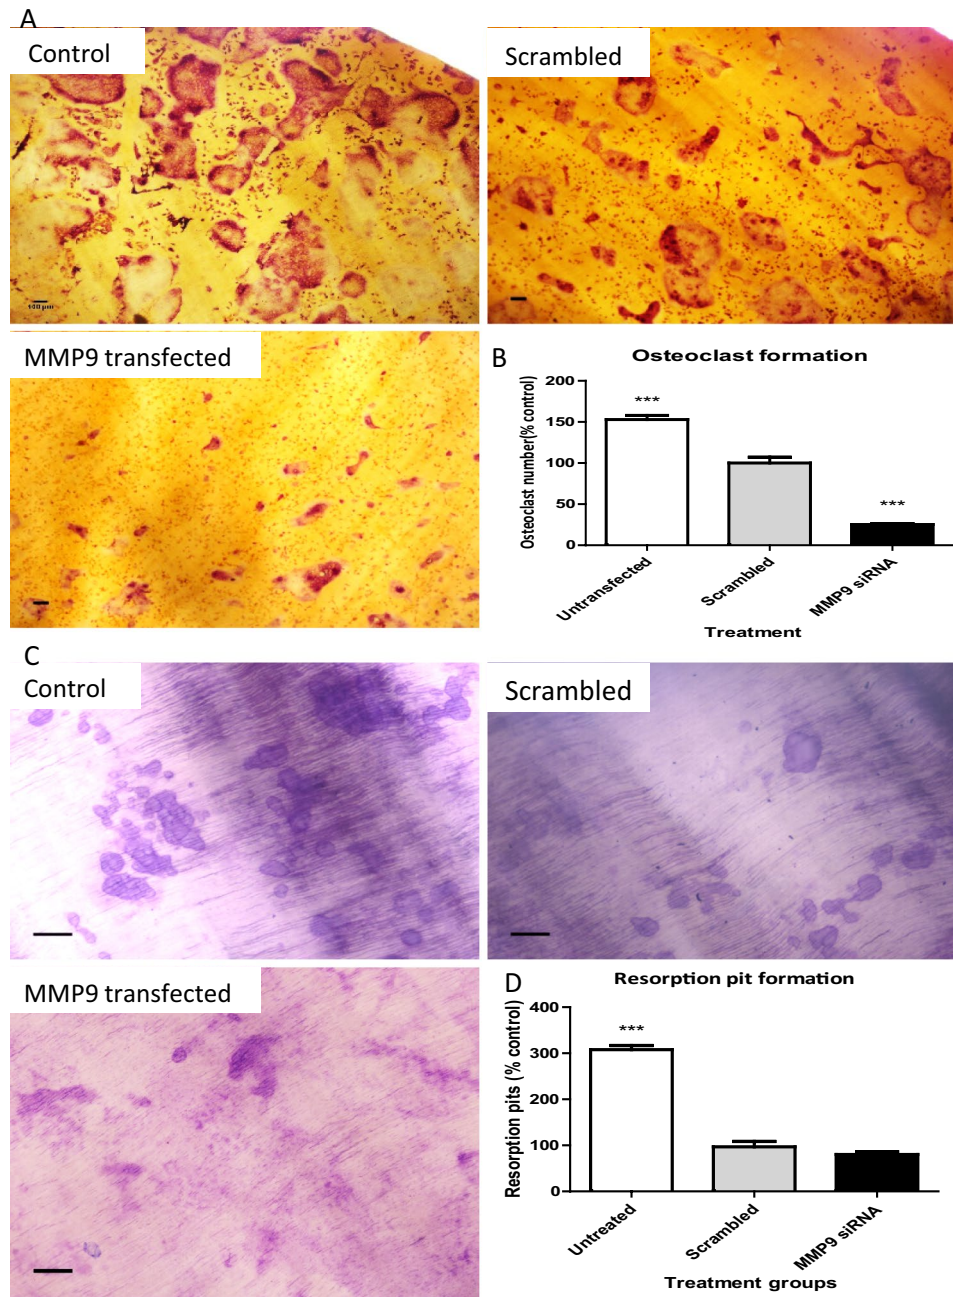 A
Control
100 µm
Scrambled
MMP9 transfected
B
Osteoclast formation
Osteoclast number(% control)
200
150
100
50
0
***
***
Untransfected
Scrambled
MMP9 siRNA
Treatment
C
Control
Scrambled
MMP9 transfected
D
Resorption pit formation
Resorption pits (% control)
400
300
200
100
0
***
Untreated
Scrambled
MMP9 siRNA
Treatment groups